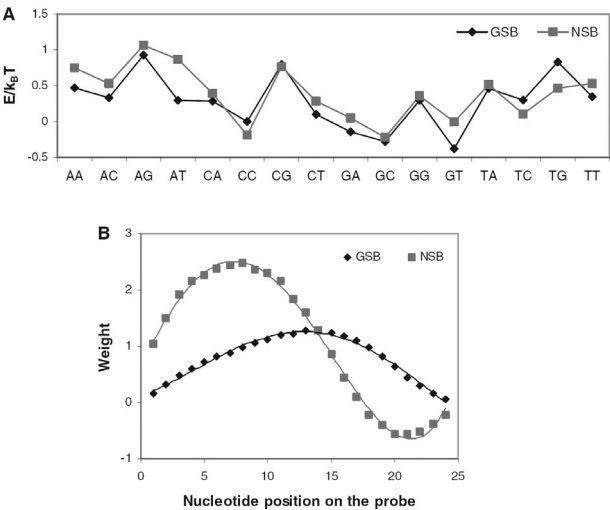 A
1.5
1
0.5
0
-0.5
E/kBT
GSB NSB
AA AC AG AT CA CC CG CT GA GC GG GT TA TC TG TT
B
3
2
1
0
-1
Weight
GSB NSB
0 5 10 15 20 25
Nucleotide position on the probe